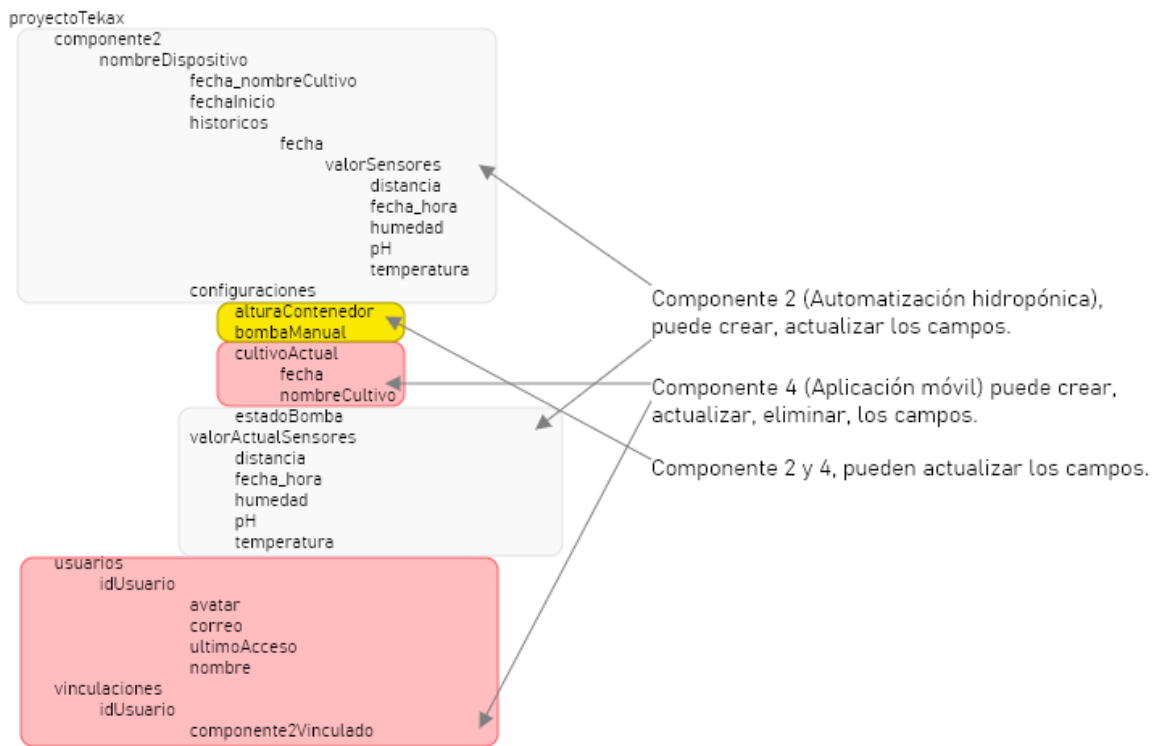 proyectoTekax
componente2
nombreDispositivo
fecha_nombreCultivo
fechaInicio
historicos
fecha
valorSensores
distancia
fecha_hora
humedad
pH
temperatura
configuraciones
alturaContenedor
bombaManual
cultivoActual
fecha
nombreCultivo
estadoBomba
valorActualSensores
distancia
fecha_hora
humedad
pH
temperatura
usuarios
idUsuario
avatar
correo
ultimoAcceso
nombre
vinculaciones
idUsuario
componente2Vinculado
Componente 2 (Automatización hidropónica),
puede crear, actualizar los campos.
Componente 4 (Aplicación móvil) puede crear,
actualizar, eliminar, los campos.
Componente 2 y 4, pueden actualizar los campos.